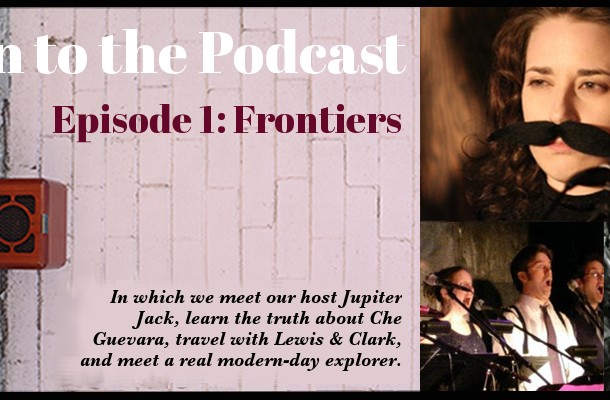 n to the Podcast
Episode 1: Frontiers
In which we meet our host Jupiter
Jack, learn the truth about Che
Guevara, travel with Lewis & Clark,
and meet a real modern-day explorer.